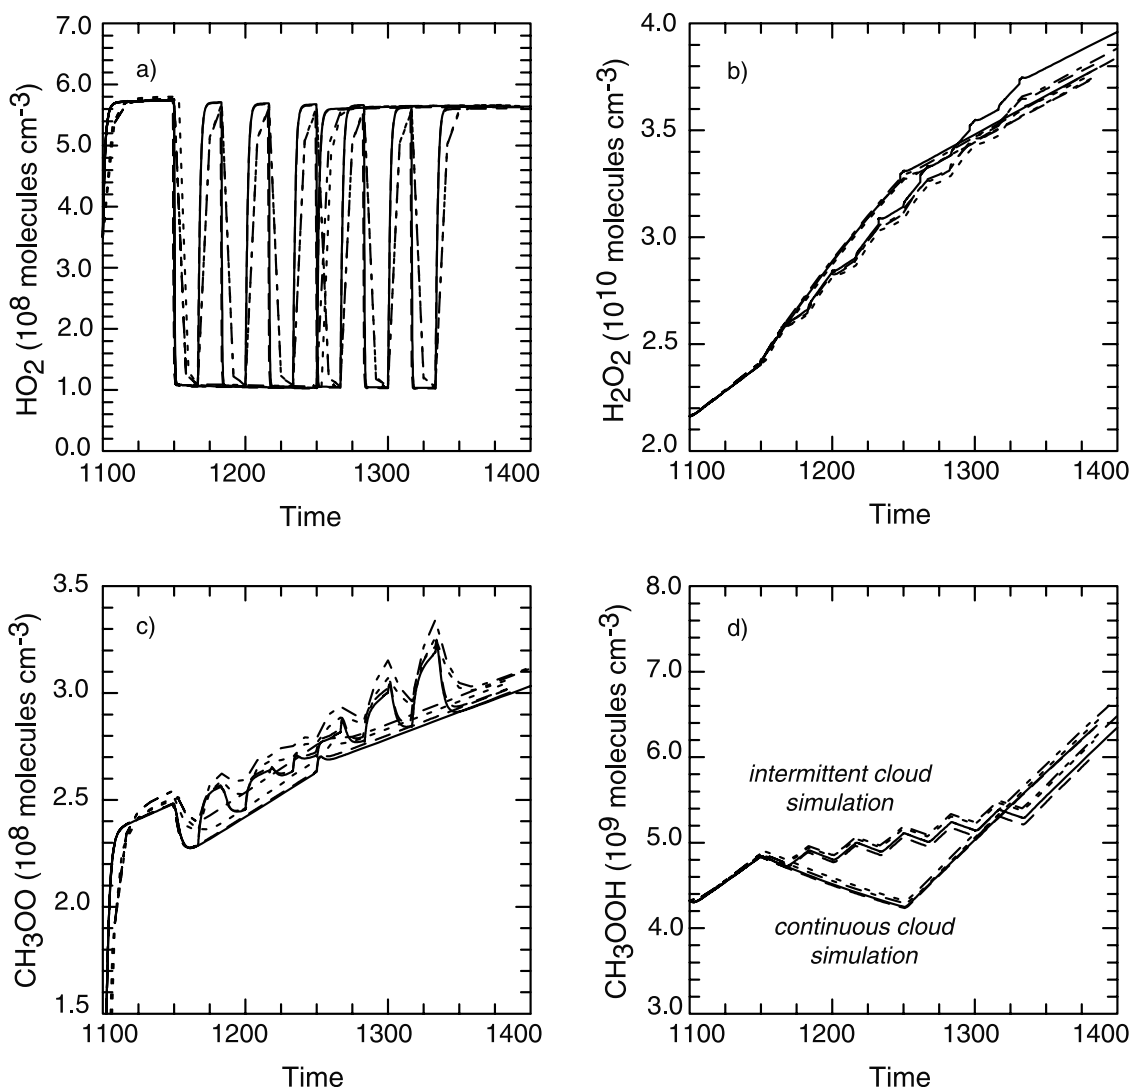 7.0
6.0
5.0
4.0
3.0
2.0
1.0
0.0
HO2 (10^8 molecules cm-3)
a)
1100 1200 1300 1400
Time
4.0
3.5
3.0
2.5
2.0
H2O2 (10^10 molecules cm-3)
b)
1100 1200 1300 1400
Time
3.5
3.0
2.5
2.0
1.5
CH3OO (10^8 molecules cm-3)
c)
1100 1200 1300 1400
Time
8.0
7.0
6.0
5.0
4.0
3.0
CH3OOH (10^9 molecules cm-3)
d)
intermittent cloud
simulation
continuous cloud
simulation
1100 1200 1300 1400
Time